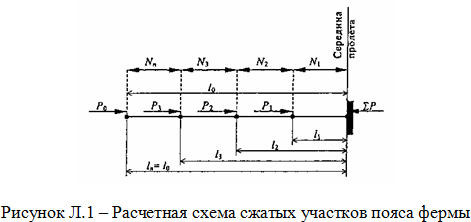 Середина
пролёта
Nₙ N₃ N₂ N₁
l₀
P₀ P₃ P₂ P₁ ΣP
l₁
l₂
l₃
lₙ= l₀
Рисунок Л.1 – Расчетная схема сжатых участков пояса фермы